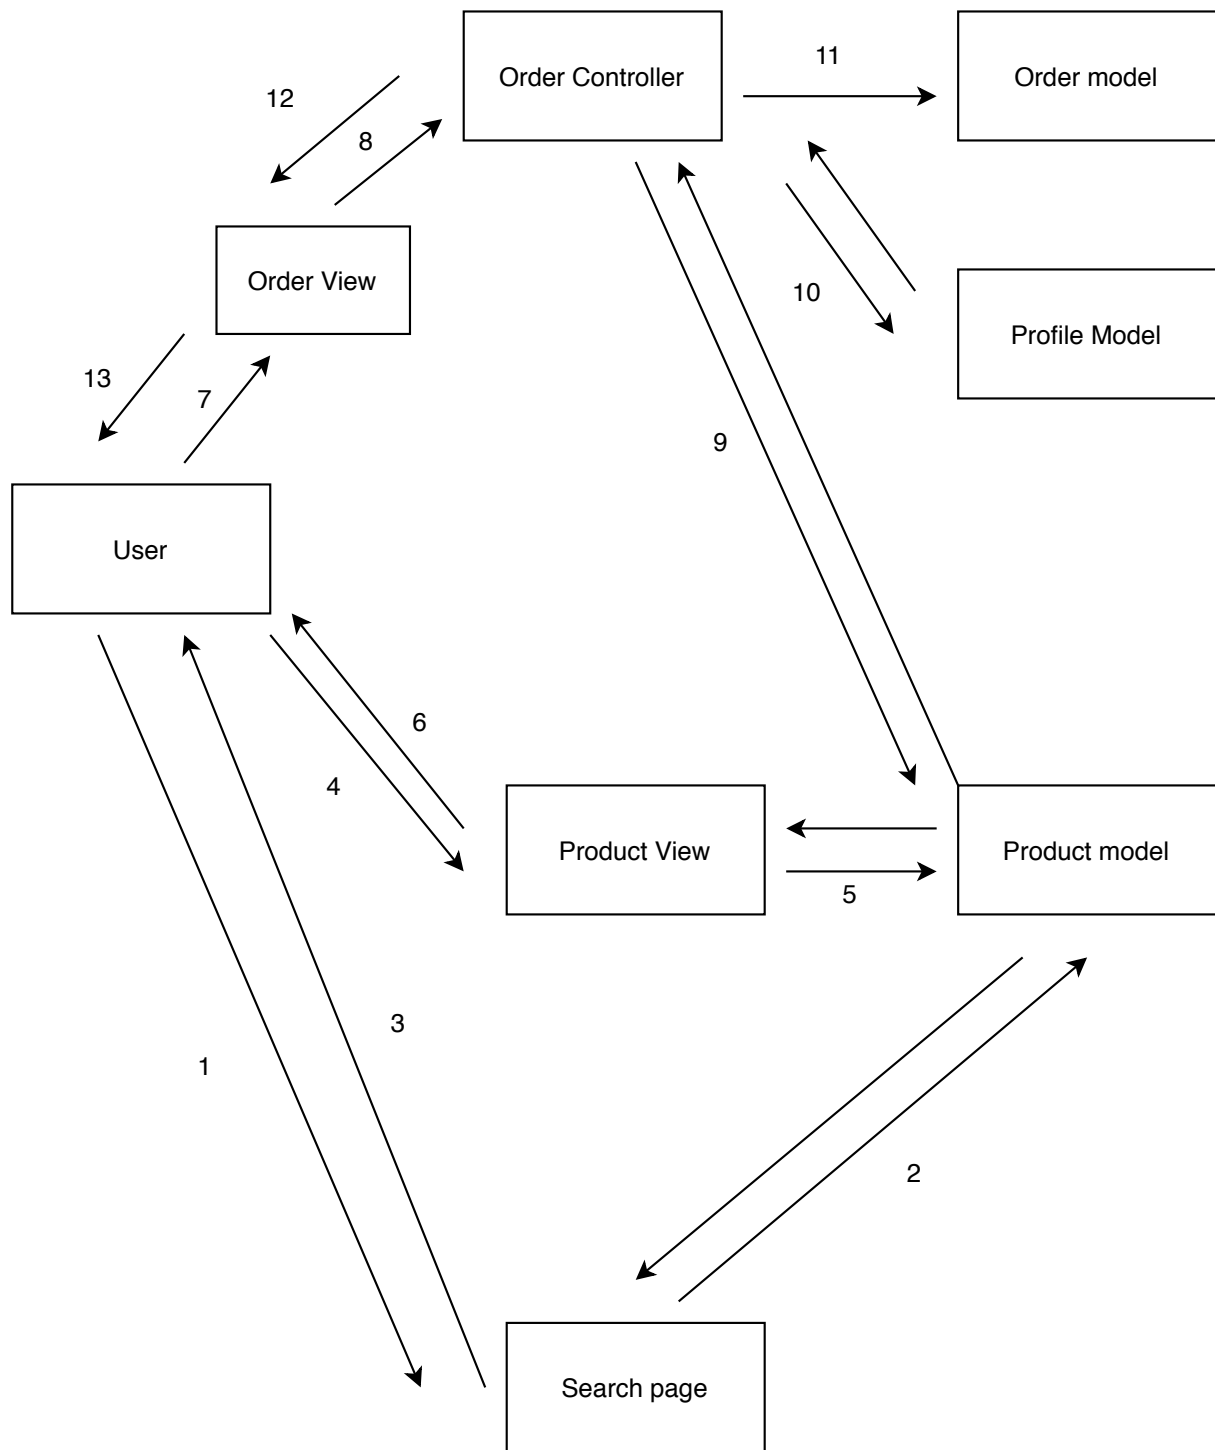 Order Controller
11
Order model
12
8
Order View
10
Profile Model
13
7
9
User
6
4
Product View
5
Product model
3
1
2
Search page